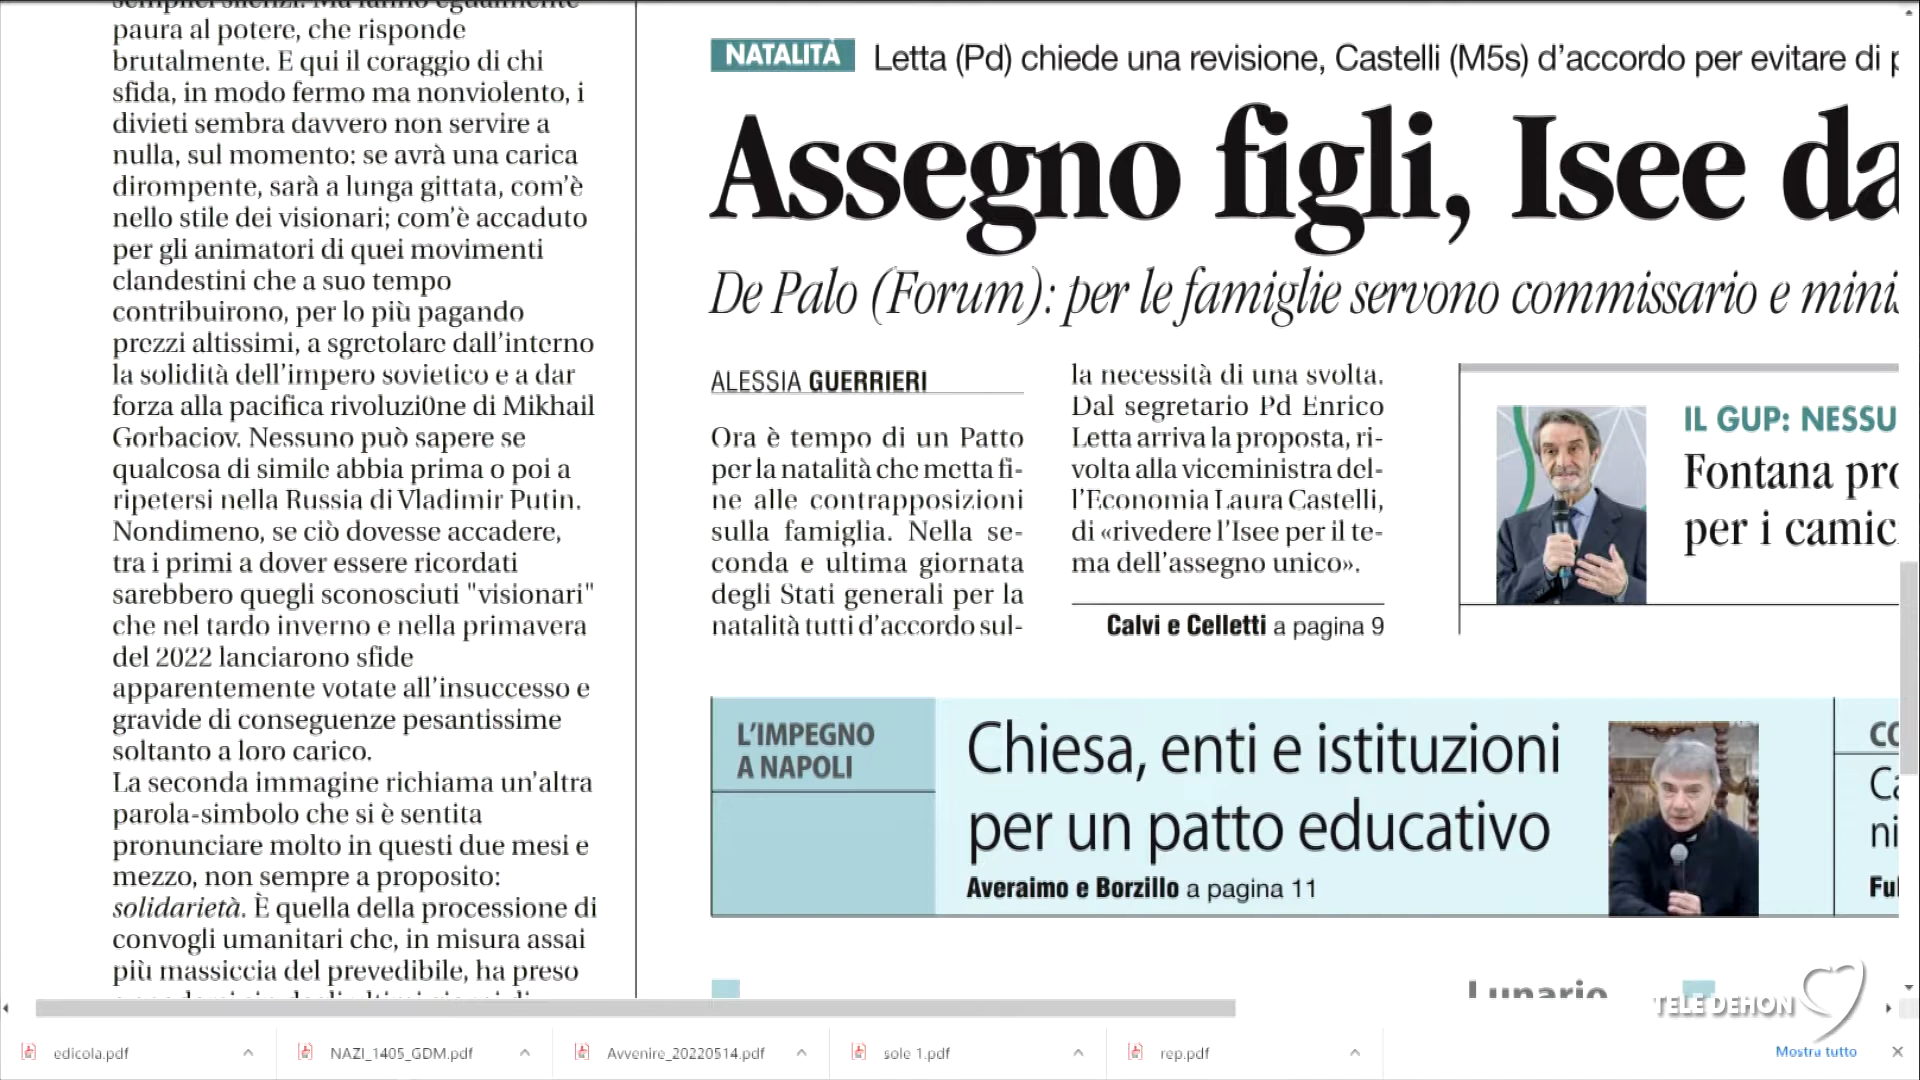 paura al potere, che risponde
brutalmente. E qui il coraggio di chi
sfida, in modo fermo ma nonviolento, i
divieti sembra davvero non servire a
nulla, sul momento: se avrà una carica
dirompente, sarà a lunga gittata, com'è
nello stile dei visionari; com'è accaduto
per gli animatori di quei movimenti
clandestini che a suo tempo
contribuirono, per lo più pagando
prezzi altissimi, a sgretolare dall'interno
la solidità dell'impero sovietico e a dar
forza alla pacifica rivoluzi0ne di Mikhail
Gorbaciov. Nessuno può sapere se
qualcosa di simile abbia prima o poi a
ripetersi nella Russia di Vladimir Putin.
Nondimeno, se ciò dovesse accadere,
tra i primi a dover essere ricordati
sarebbero quegli sconosciuti "visionari"
che nel tardo inverno e nella primavera
del 2022 lanciarono sfide
apparentemente votate all'insuccesso e
gravide di conseguenze pesantissime
soltanto a loro carico.
La seconda immagine richiama un'altra
parola-simbolo che si è sentita
pronunciare molto in questi due mesi e
mezzo, non sempre a proposito:
solidarietà. È quella della processione di
convogli umanitari che, in misura assai
più massiccia del prevedibile, ha preso
NATALITÀ Letta (Pd) chiede una revisione, Castelli (M5s) d'accordo per evitare di
Assegno figli, Isee da
De Palo (Forum): per le famiglie servono commissario e minis
ALESSIA GUERRIERI
Ora è tempo di un Patto
per la natalità che metta fi-
ne alle contrapposizioni
sulla famiglia. Nella se-
conda e ultima giornata
degli Stati generali per la
natalità tutti d'accordo sul-
la necessità di una svolta.
Dal segretario Pd Enrico
Letta arriva la proposta, ri-
volta alla viceministra del-
l'Economia Laura Castelli,
di «rivedere l'Isee per il te-
ma dell'assegno unico».
Calvi e Celletti a pagina 9
IL GUP: NESSU
Fontana pro
per i camic
L'IMPEGNO
A NAPOLI
Chiesa, enti e istituzioni
per un patto educativo
Averaimo e Borzillo a pagina 11
CO
Ca
ni
Ful
Lunario
TELE DEHON
edicola.pdf
NAZI_1405_GDM.pdf
Avvenire_20220514.pdf
sole 1.pdf
rep.pdf
Mostra tutto